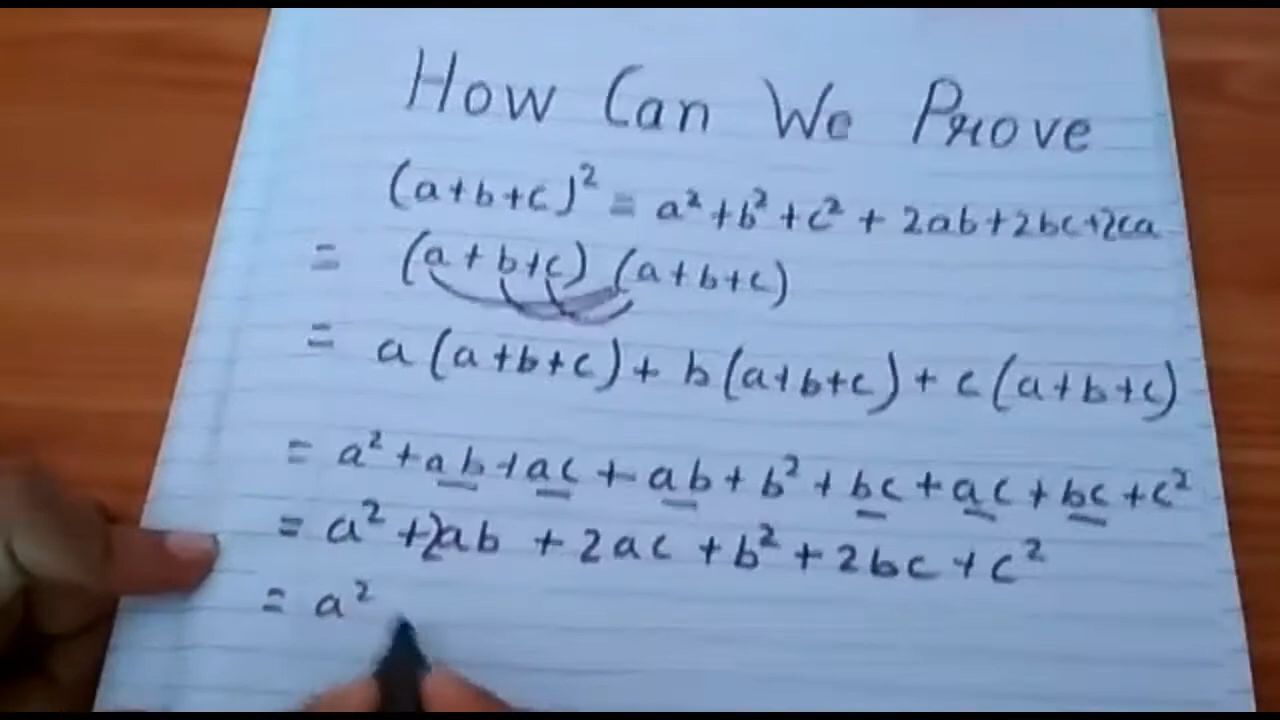 How Can We Prove
(a+b+c)² = a²+b²+c²+2ab+2bc+2ca
= (a+b+c)(a+b+c)
= a(a+b+c)+b(a+b+c)+c(a+b+c)
= a²+ab+ac+ab+b²+bc+ac+bc+c²
= a²+2ab+2ac+b²+2bc+c²
= a²